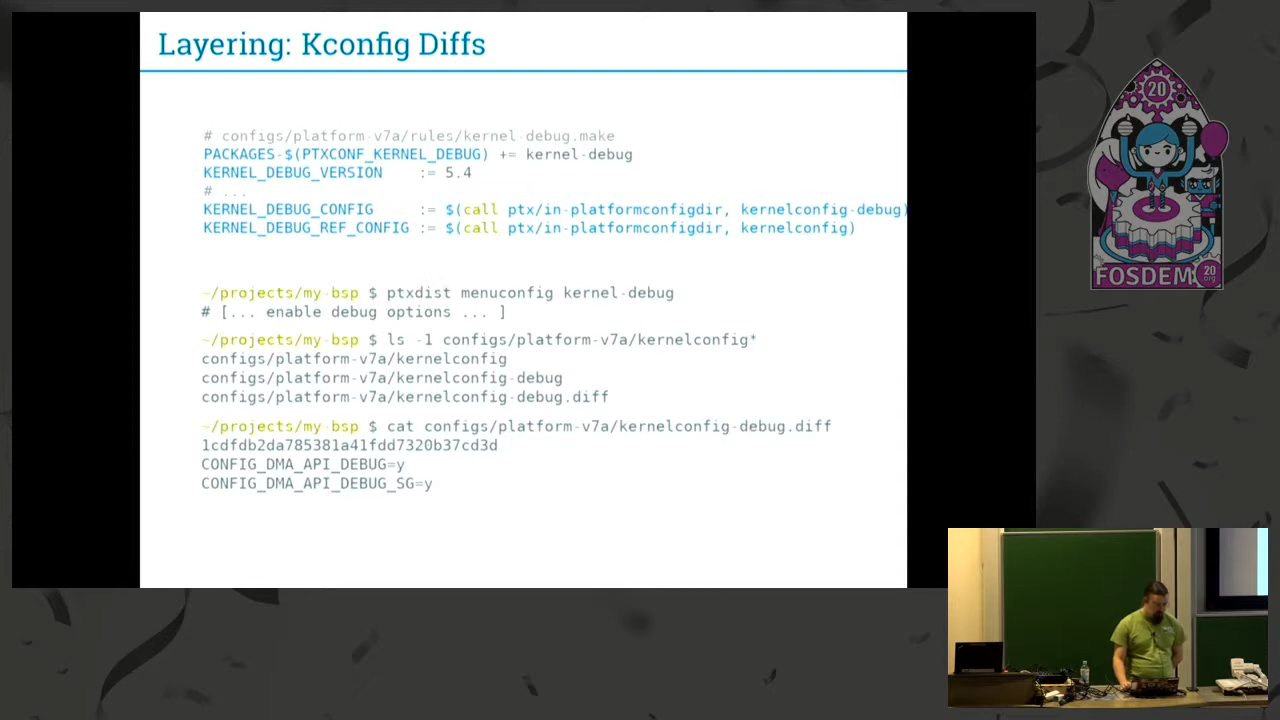 Layering: Kconfig Diffs
# configs/platform-v7a/rules/kernel-debug.make
PACKAGES-$(PTXCONF_KERNEL_DEBUG) += kernel-debug
KERNEL_DEBUG_VERSION := 5.4
# ...
KERNEL_DEBUG_CONFIG := $(call ptx/in-platformconfigdir, kernelconfig-debug)
KERNEL_DEBUG_REF_CONFIG := $(call ptx/in-platformconfigdir, kernelconfig)
~/projects/my-bsp $ ptxdist menuconfig kernel-debug
# [... enable debug options ... ]
~/projects/my-bsp $ ls -1 configs/platform-v7a/kernelconfig*
configs/platform-v7a/kernelconfig
configs/platform-v7a/kernelconfig-debug
configs/platform-v7a/kernelconfig-debug.diff
~/projects/my-bsp $ cat configs/platform-v7a/kernelconfig-debug.diff
1cdfdb2da785381a41fdd7320b37cd3d
CONFIG_DMA_API_DEBUG=y
CONFIG_DMA_API_DEBUG_SG=y
20
FOSDEM
20
.org